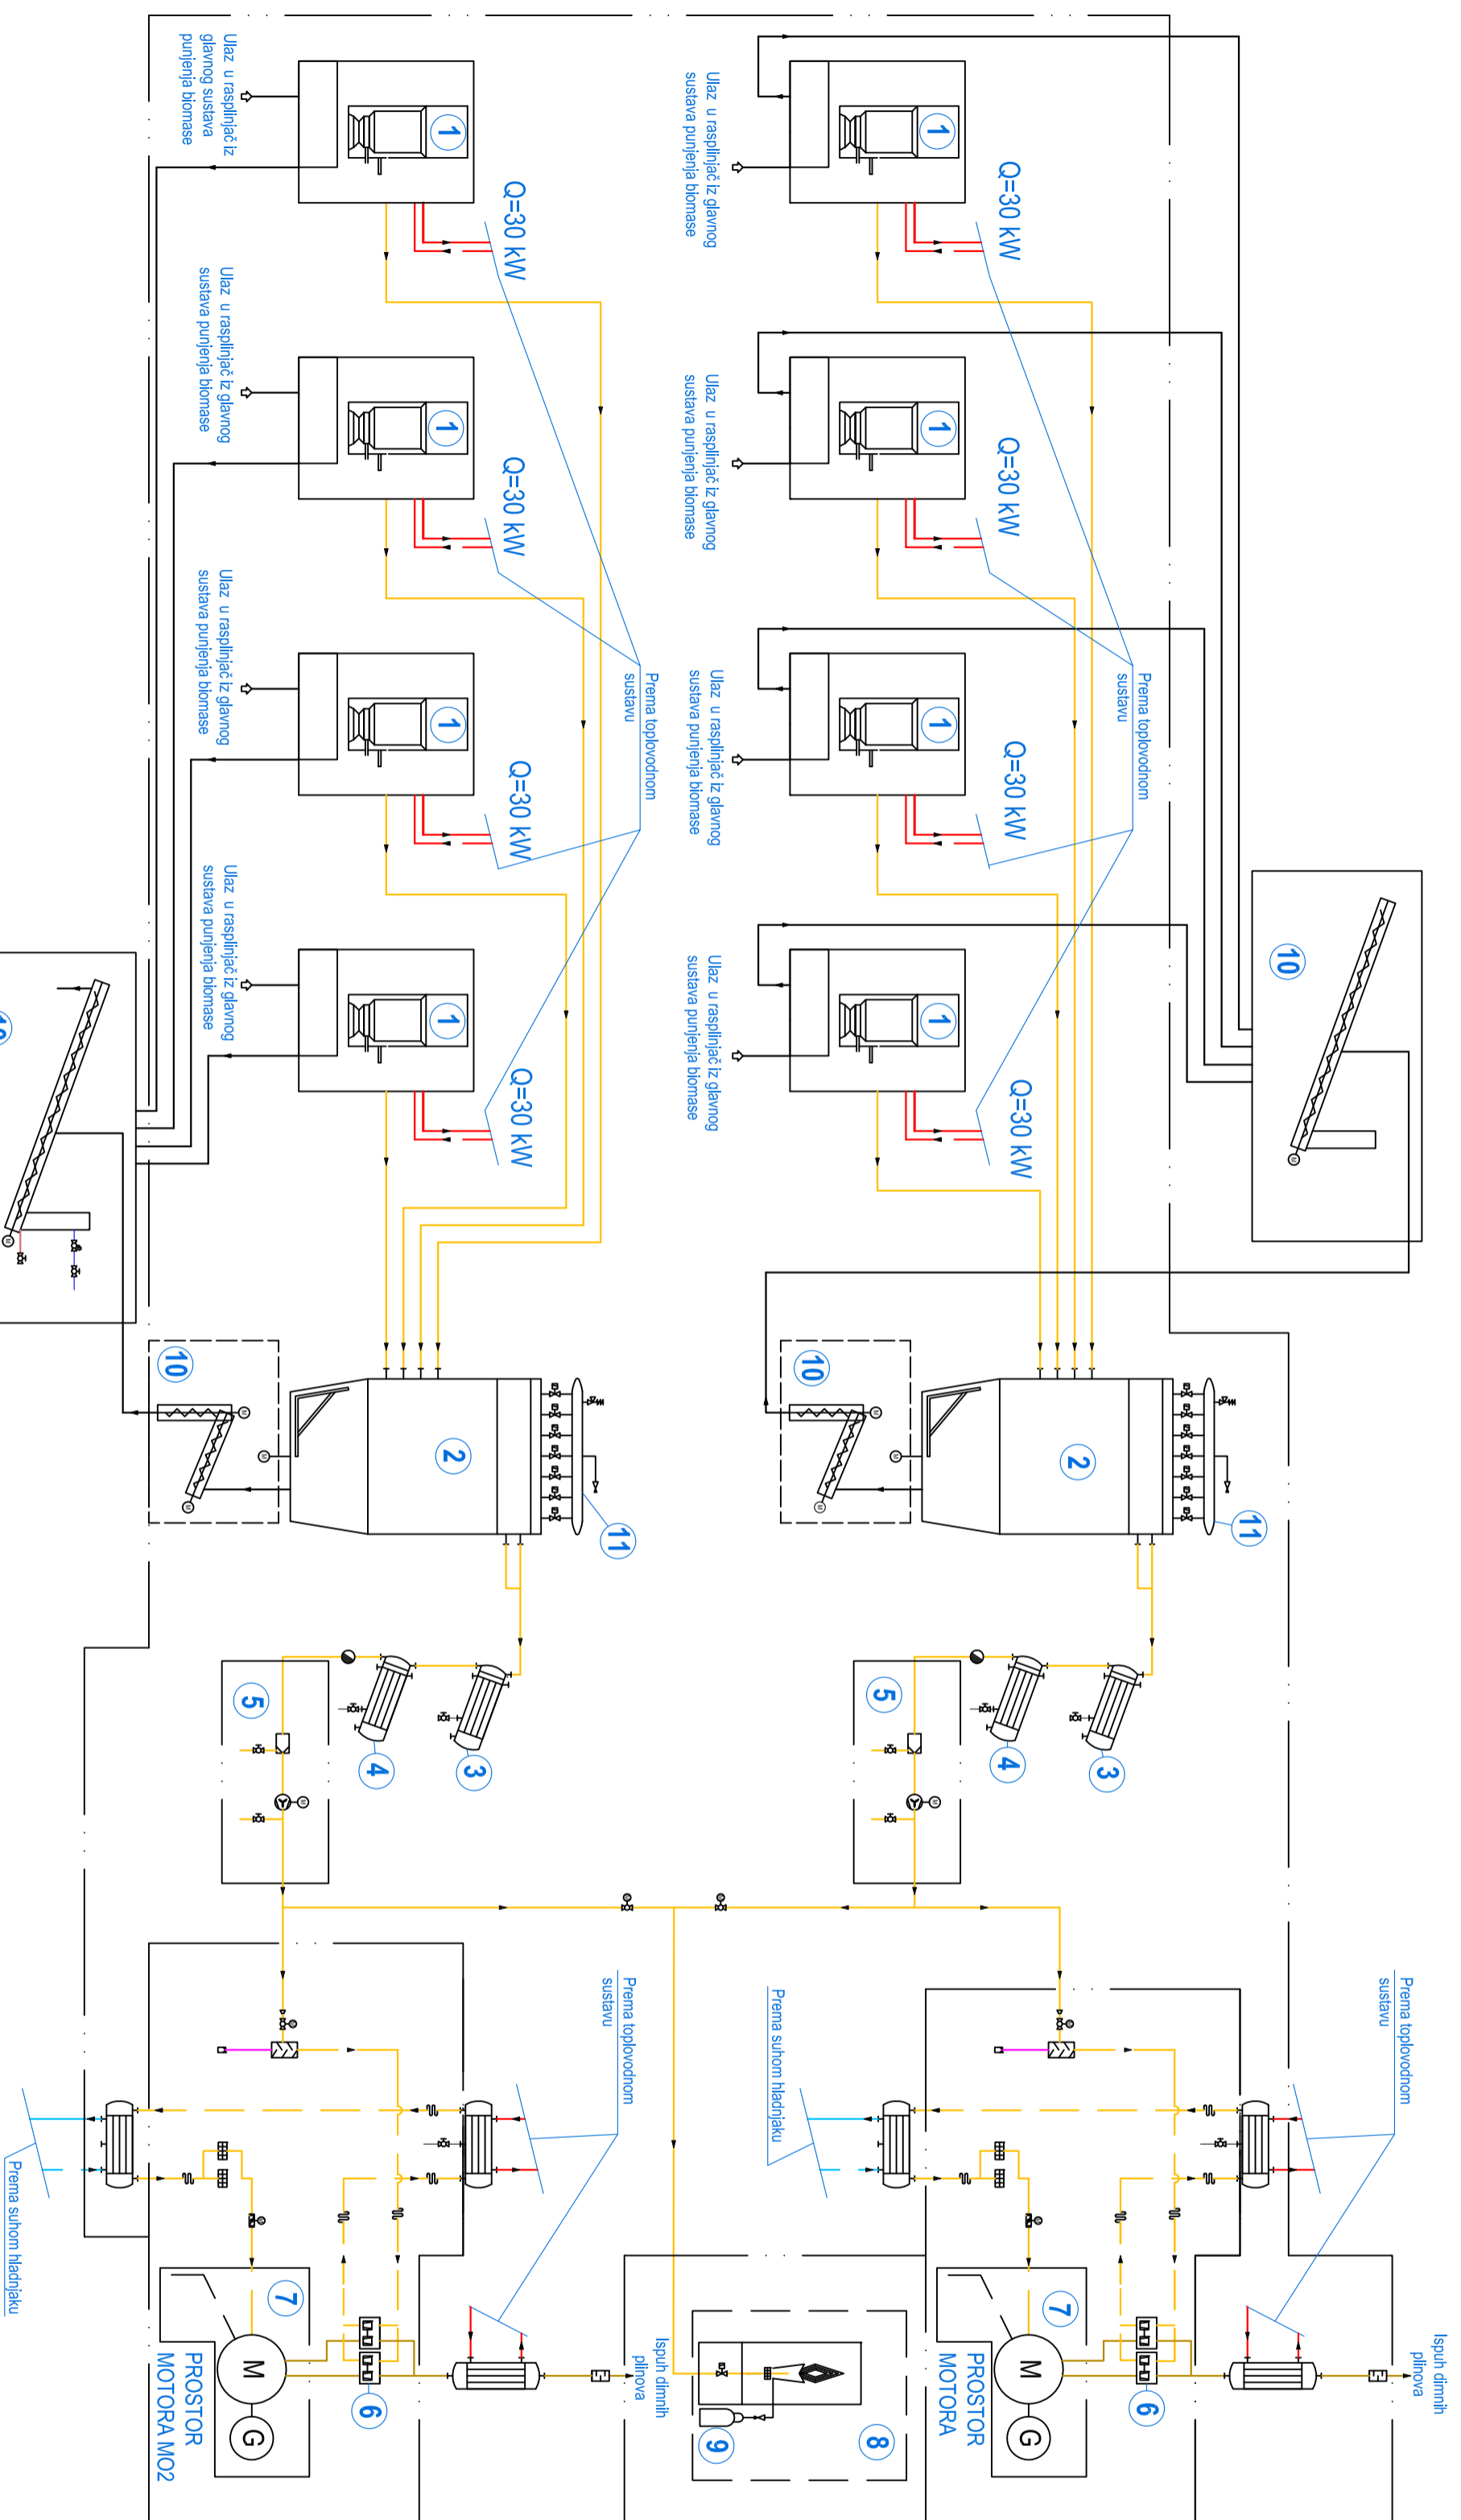 Ispuh dimnih
plinova
Prema toplovodnom
sustavu
10
11
Prema toplovodnom
sustavu
Q=30 kW
Q=30 kW
Q=30 kW
Q=30 kW
1
1
1
1
2
3
4
5
6
7
M
G
PROSTOR
MOTORA
10
Ulaz u rasplinjač iz glavnog
sustava punjenja biomase
Ulaz u rasplinjač iz glavnog
sustava punjenja biomase
Ulaz u rasplinjač iz glavnog
sustava punjenja biomase
Ulaz u rasplinjač iz glavnog
sustava punjenja biomase
Prema suhom hladnjaku
8
9
Ispuh dimnih
plinova
Prema toplovodnom
sustavu
Prema toplovodnom
sustavu
11
Q=30 kW
Q=30 kW
Q=30 kW
Q=30 kW
1
1
1
1
2
3
4
5
6
7
M
G
PROSTOR
MOTORA MO2
10
Ulaz u rasplinjač iz
glavnog sustava
punjenja biomase
Ulaz u rasplinjač iz glavnog
sustava punjenja biomase
Ulaz u rasplinjač iz glavnog
sustava punjenja biomase
Ulaz u rasplinjač iz glavnog
sustava punjenja biomase
Prema suhom hladnjaku